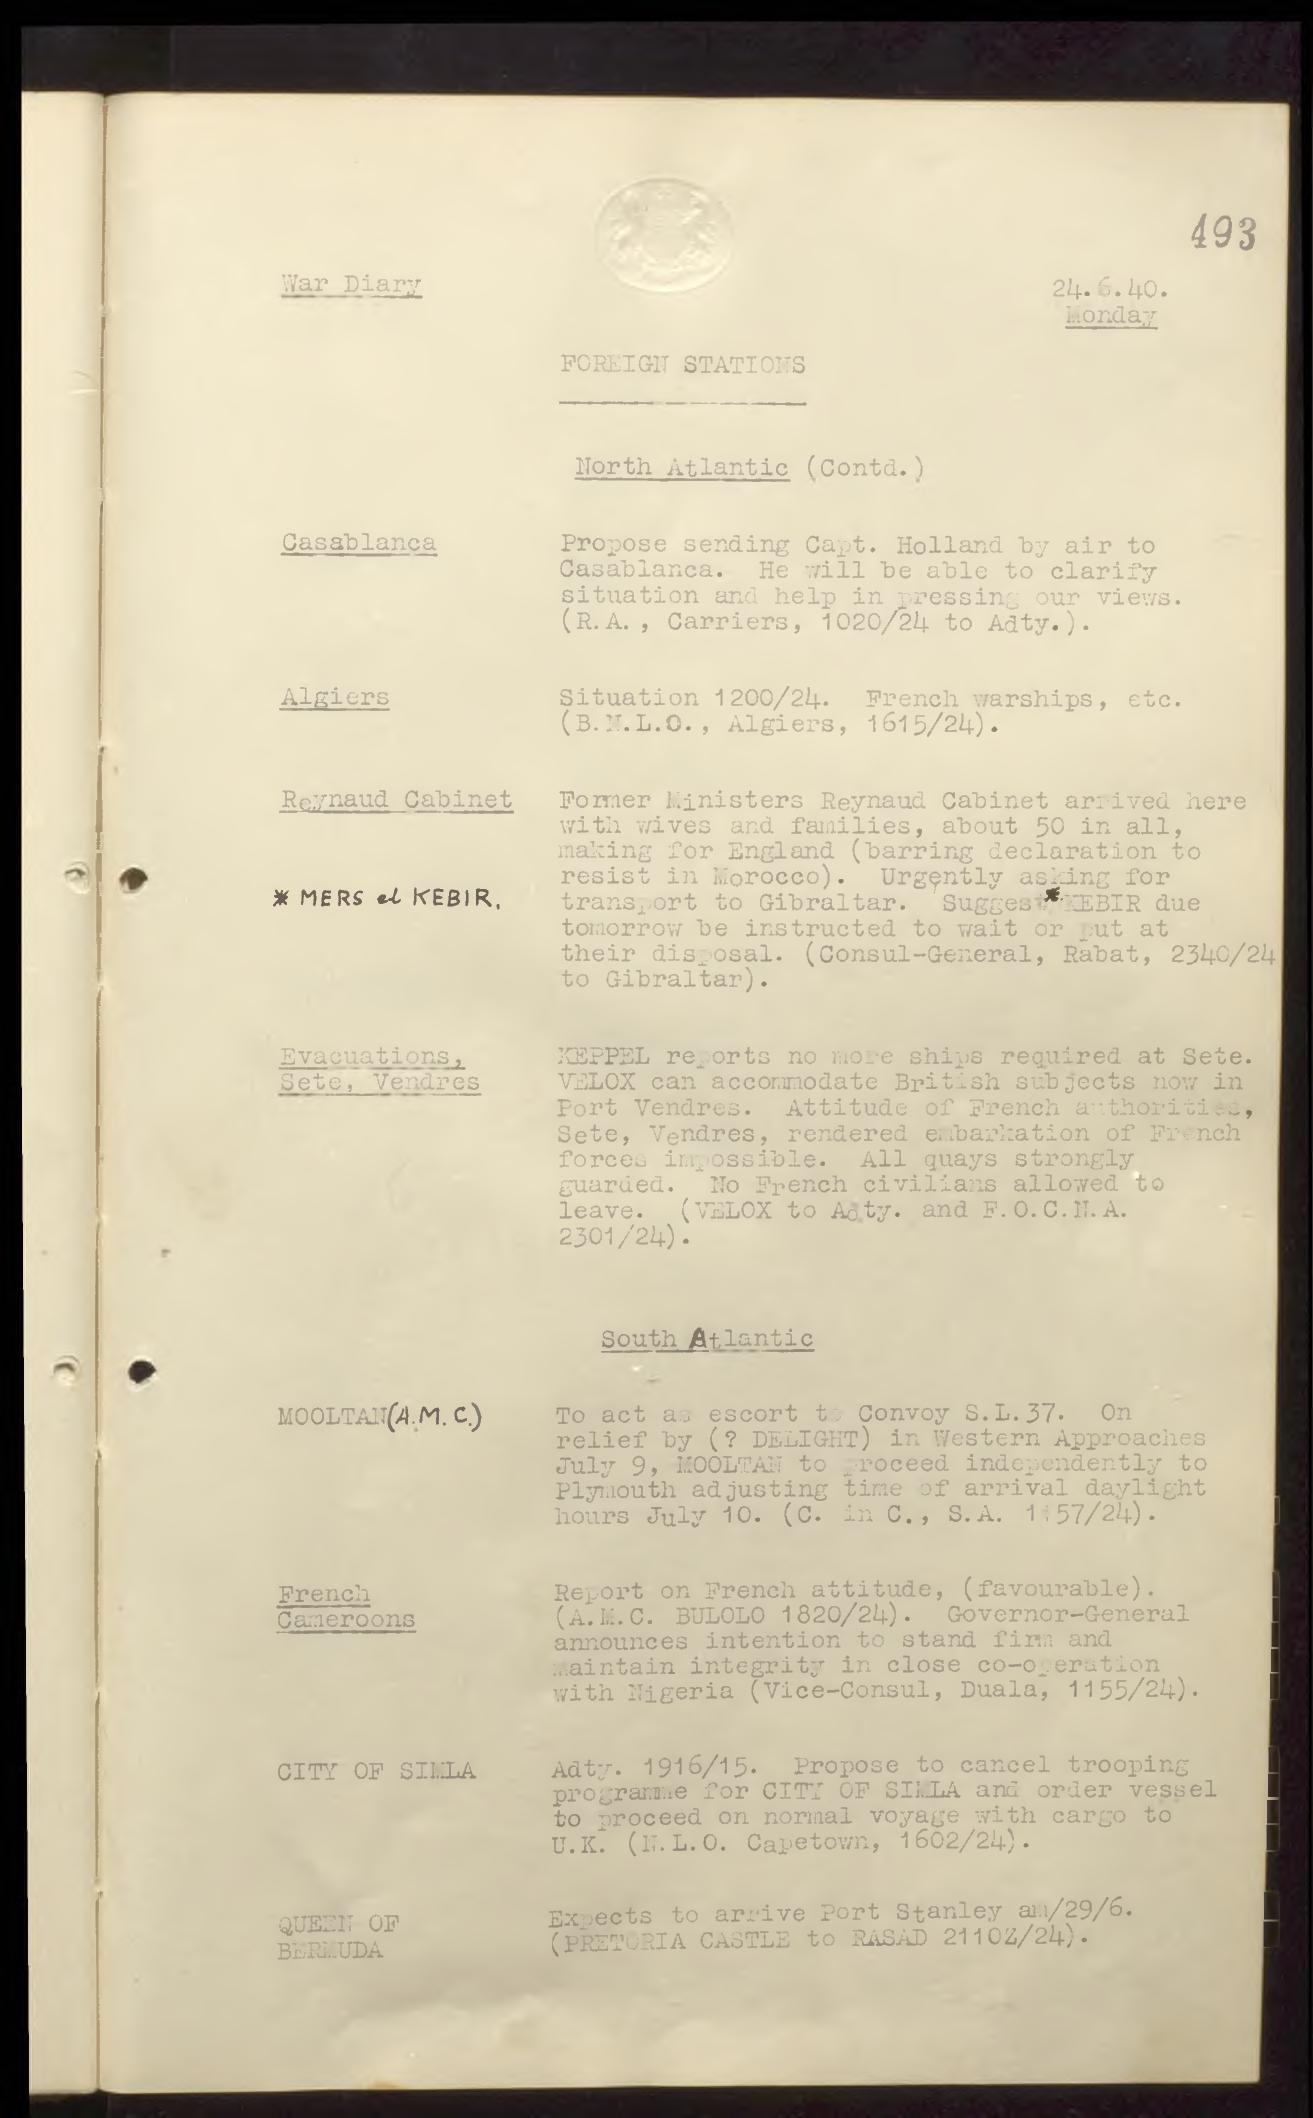 493
War Diary
24.6.40.
Monday
FOREIGN STATIONS
North Atlantic (Contd.)
Casablanca
Propose sending Capt. Holland by air to
Casablanca. He will be able to clarify
situation and help in pressing our views.
(R.A., Carriers, 1020/24 to Adty.).
Algiers
Situation 1200/24. French warships, etc.
(B.N.L.O., Algiers, 1615/24).
Reynaud Cabinet
Former Ministers Reynaud Cabinet arrived here
with wives and families, about 50 in all,
making for England (barring declaration to
resist in Morocco). Urgently asking for
* MERS el KEBIR.
transport to Gibraltar. Suggest * KEBIR due
tomorrow be instructed to wait or put at
their disposal. (Consul-General, Rabat, 2340/24
to Gibraltar).
Evacuations,
Sete, Vendres
KEPPEL reports no more ships required at Sete.
VELOX can accommodate British subjects now in
Port Vendres. Attitude of French authorities,
Sete, Vendres, rendered embarkation of French
forces impossible. All quays strongly
guarded. No French civilians allowed to
leave. (VELOX to Adty. and F.O.C.N.A.
2301/24).
South Atlantic
MOOLTAN (A.M.C.)
To act as escort to Convoy S.L.37. On
relief by (? DELIGHT) in Western Approaches
July 9, MOOLTAN to proceed independently to
Plymouth adjusting time of arrival daylight
hours July 10. (C. in C., S.A.
French
Cameroons
Report on French attitude, (favourable).
(A.M.C. BULOLO 1820/24). Governor-General
announces intention to stand firm and
maintain integrity in close co-operation
with Nigeria (Vice-Consul, Duala, 1155/24).
CITY OF SIMLA
Adty. 1916/15. Propose to cancel trooping
programme for CITY OF SIMLA and order vessel
to proceed on normal voyage with cargo to
U.K. (N.L.O. Capetown, 1602/24).
QUEEN OF
BERMUDA
Expects to arrive Port Stanley am/29/6.
(PRETORIA CASTLE to RASAD 2110Z/24).